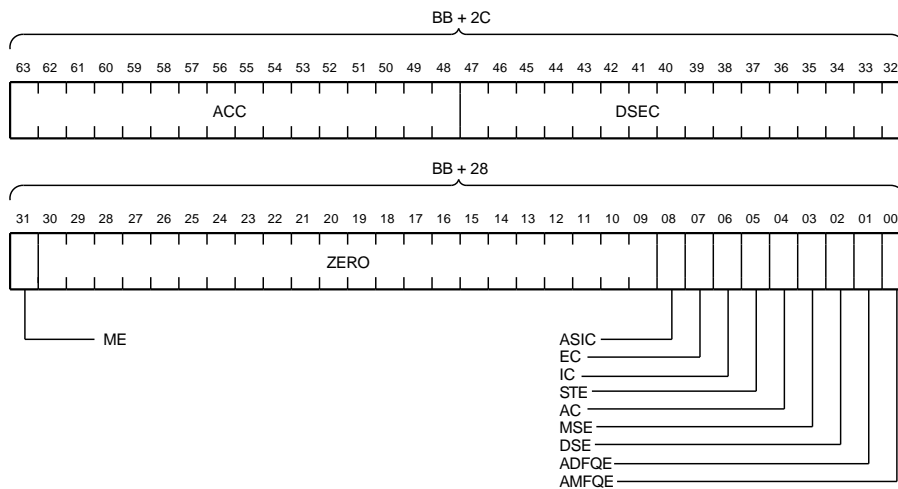 BB + 2C
63 62 61 60 59 58 57 56 55 54 53 52 51 50 49 48 47 46 45 44 43 42 41 40 39 38 37 36 35 34 33 32
ACC DSEC
BB + 28
31 30 29 28 27 26 25 24 23 22 21 20 19 18 17 16 15 14 13 12 11 10 09 08 07 06 05 04 03 02 01 00
ZERO
ME ASIC
EC
IC
STE
AC
MSE
DSE
ADFQE
AMFQE